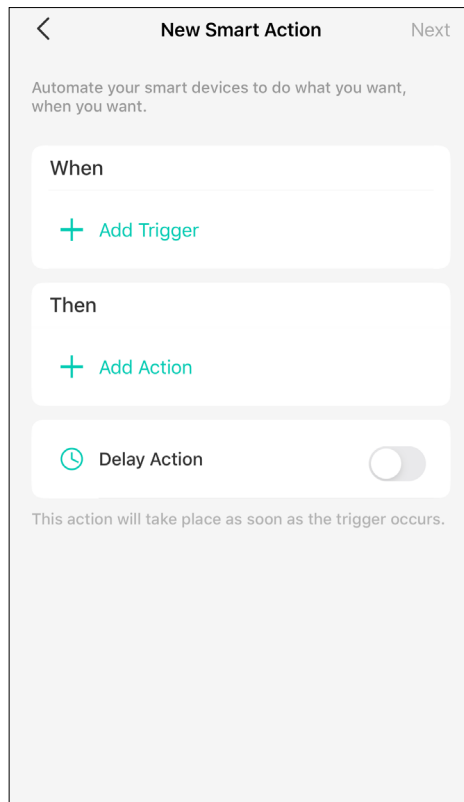 New Smart Action Next
Automate your smart devices to do what you want,
when you want.
When
Add Trigger
Then
Add Action
Delay Action
This action will take place as soon as the trigger occurs.